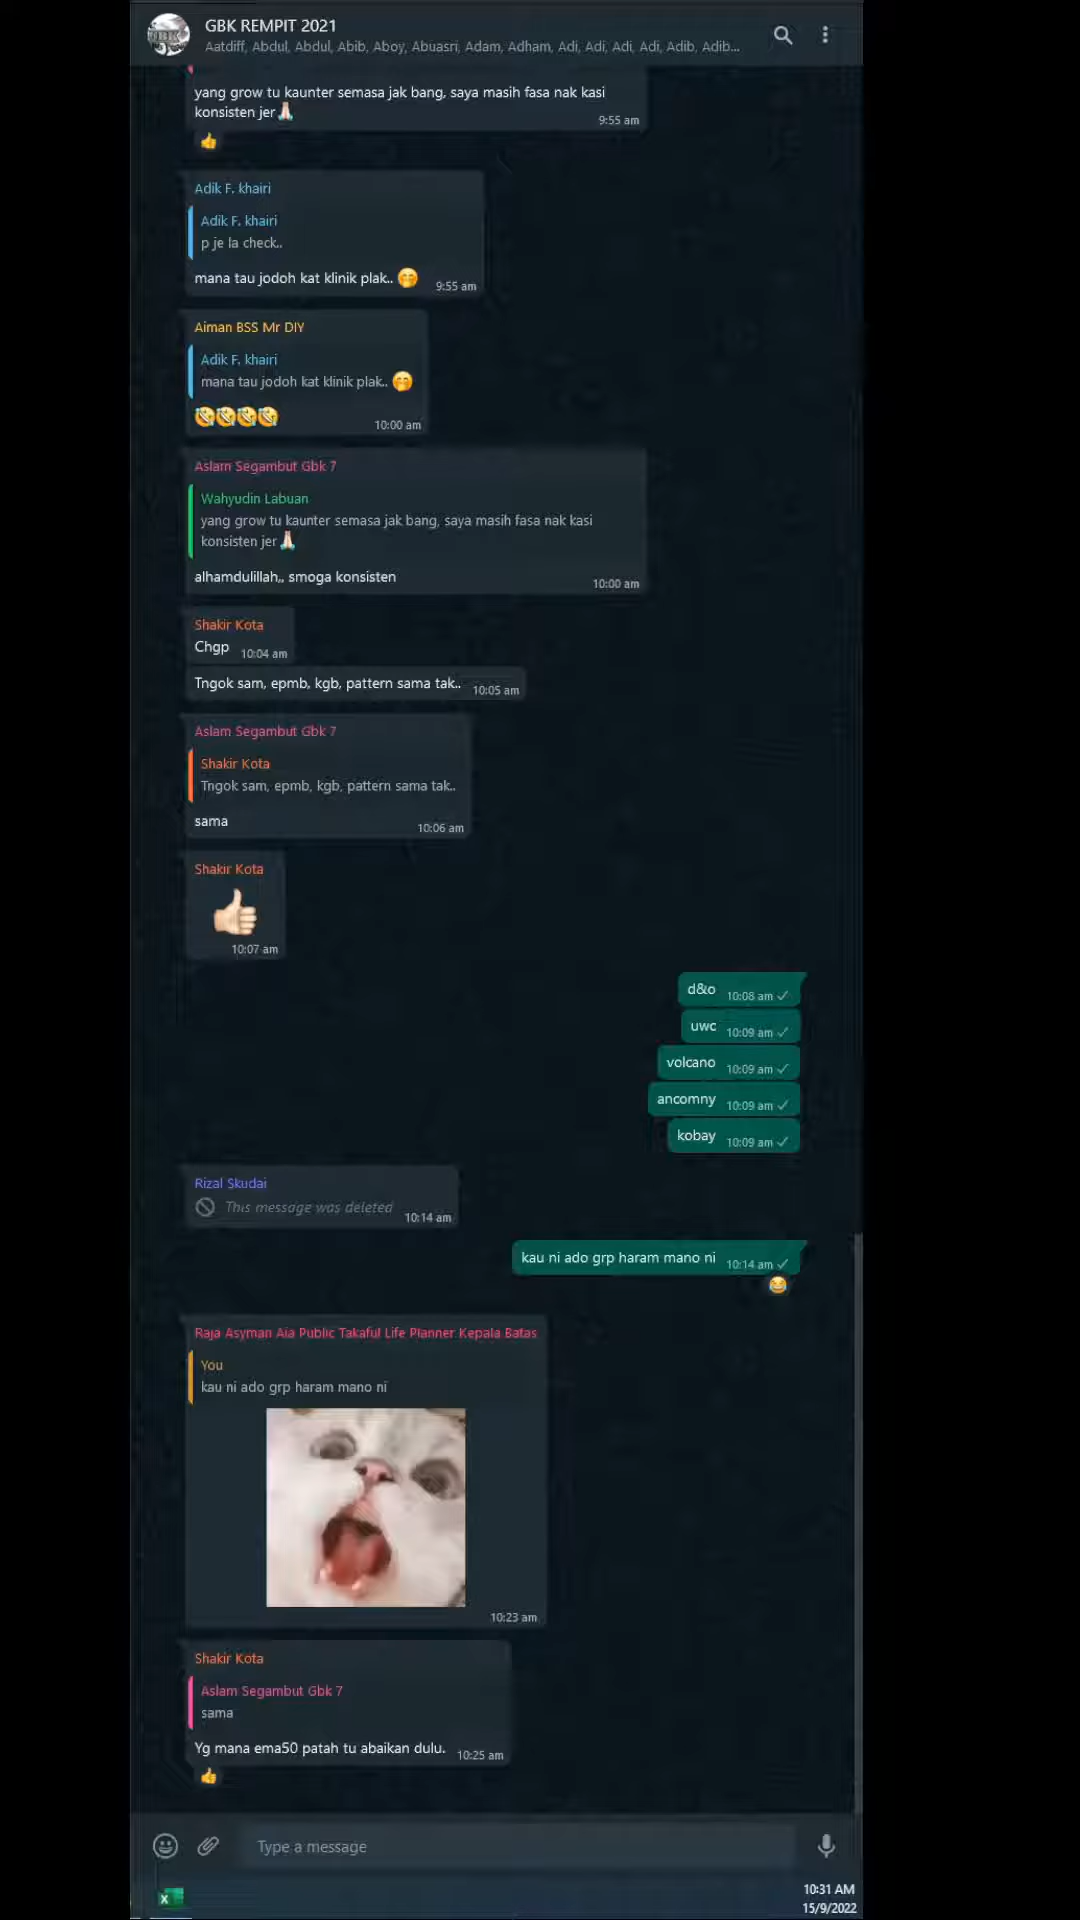 GBK REMPIT 2021
Aatdiff, Abdul, Abdul, Abib, Aboy, Abuasri, Adam, Adham, Adi, Adi, Adi, Adi, Adib, Adib...
yang grow tu kaunter semasa jak bang, saya masih fasa nak kasi
konsisten jer🙏🏻
9:55 am
👍
Adik F. khairi
Adik F. khairi
p je la check..
mana tau jodoh kat klinik plak.. 🤭
9:55 am
Aiman BSS Mr DIY
Adik F. khairi
mana tau jodoh kat klinik plak.. 🤭
🤣🤣🤣🤣
10:00 am
Aslam Segambut Gbk 7
Wahyudin Labuan
yang grow tu kaunter semasa jak bang, saya masih fasa nak kasi
konsisten jer🙏🏻
alhamdulillah,, smoga konsisten
10:00 am
Shakir Kota
Chgp 10:04 am
Tngok sam, epmb, kgb, pattern sama tak.. 10:05 am
Aslam Segambut Gbk 7
Shakir Kota
Tngok sam, epmb, kgb, pattern sama tak..
sama
10:06 am
Shakir Kota
👍🏻
10:07 am
d&o 10:08 am
uwc 10:09 am
volcano 10:09 am
ancomny 10:09 am
kobay 10:09 am
Rizal Skudai
This message was deleted 10:14 am
kau ni ado grp haram mano ni 10:14 am
😂
Raja Asyman Aia Public Takaful Life Planner Kepala Batas
You
kau ni ado grp haram mano ni
10:23 am
Shakir Kota
Aslam Segambut Gbk 7
sama
Yg mana ema50 patah tu abaikan dulu. 10:25 am
👍
Type a message
10:31 AM
15/9/2022